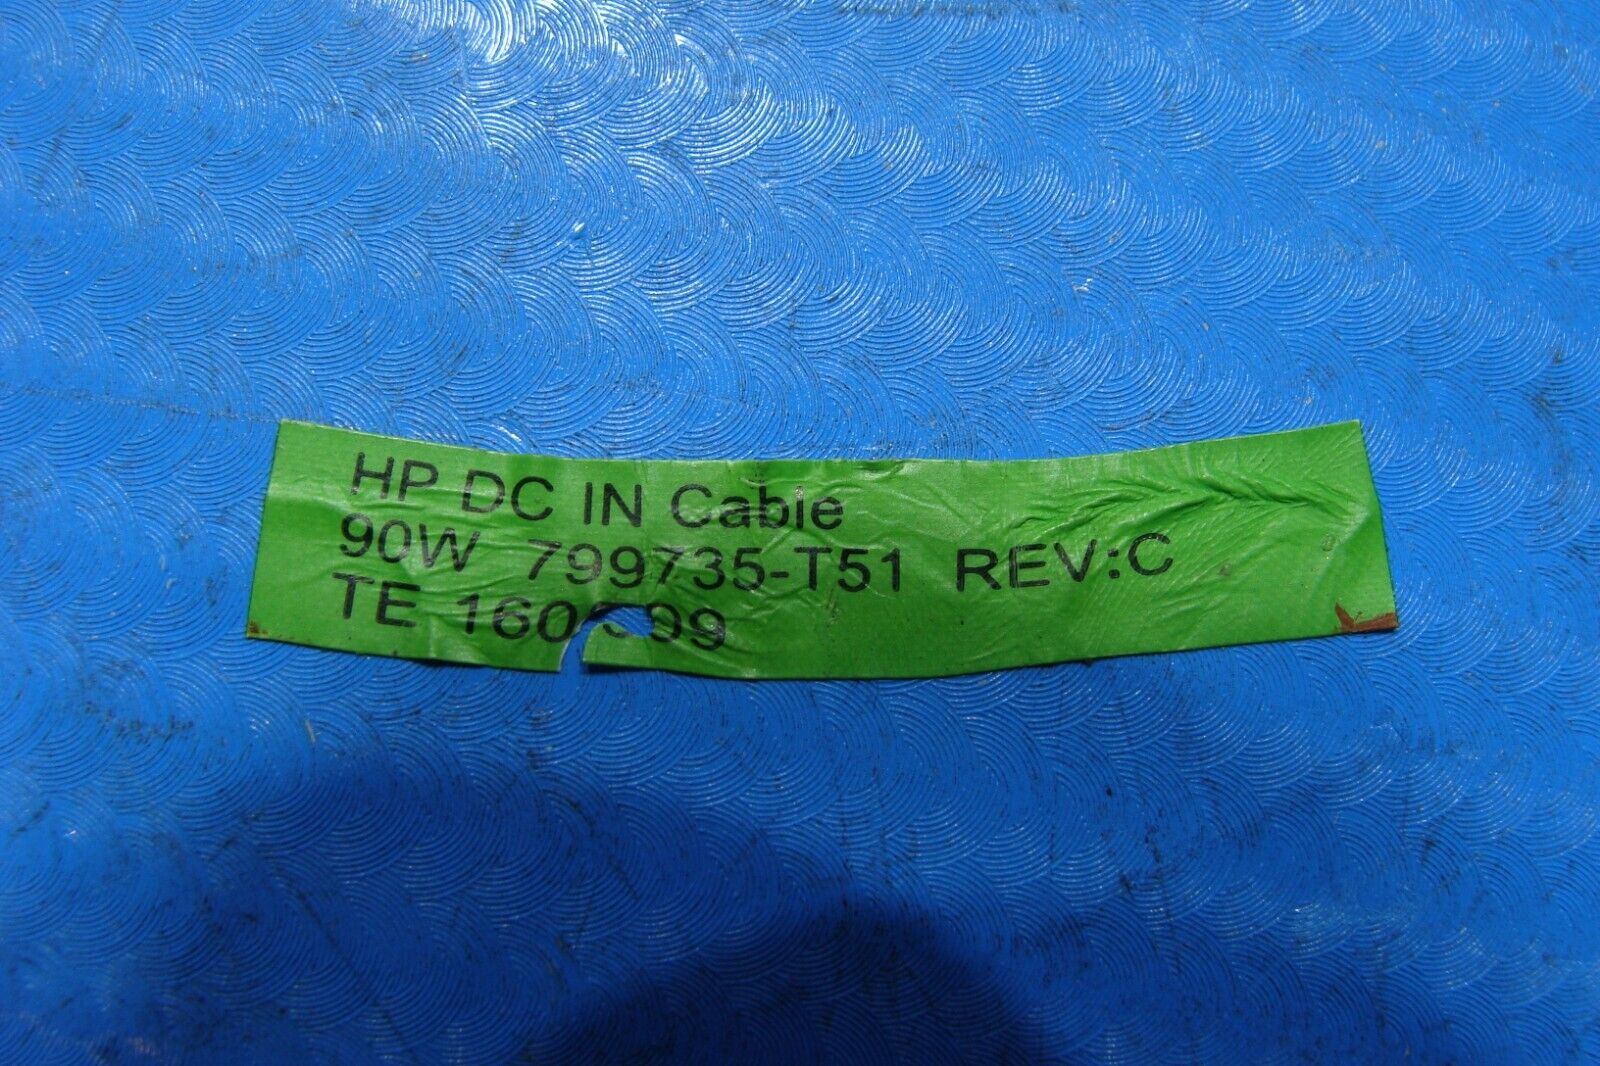 HP DC IN Cable
90W 799735-T51 REV:C
TE